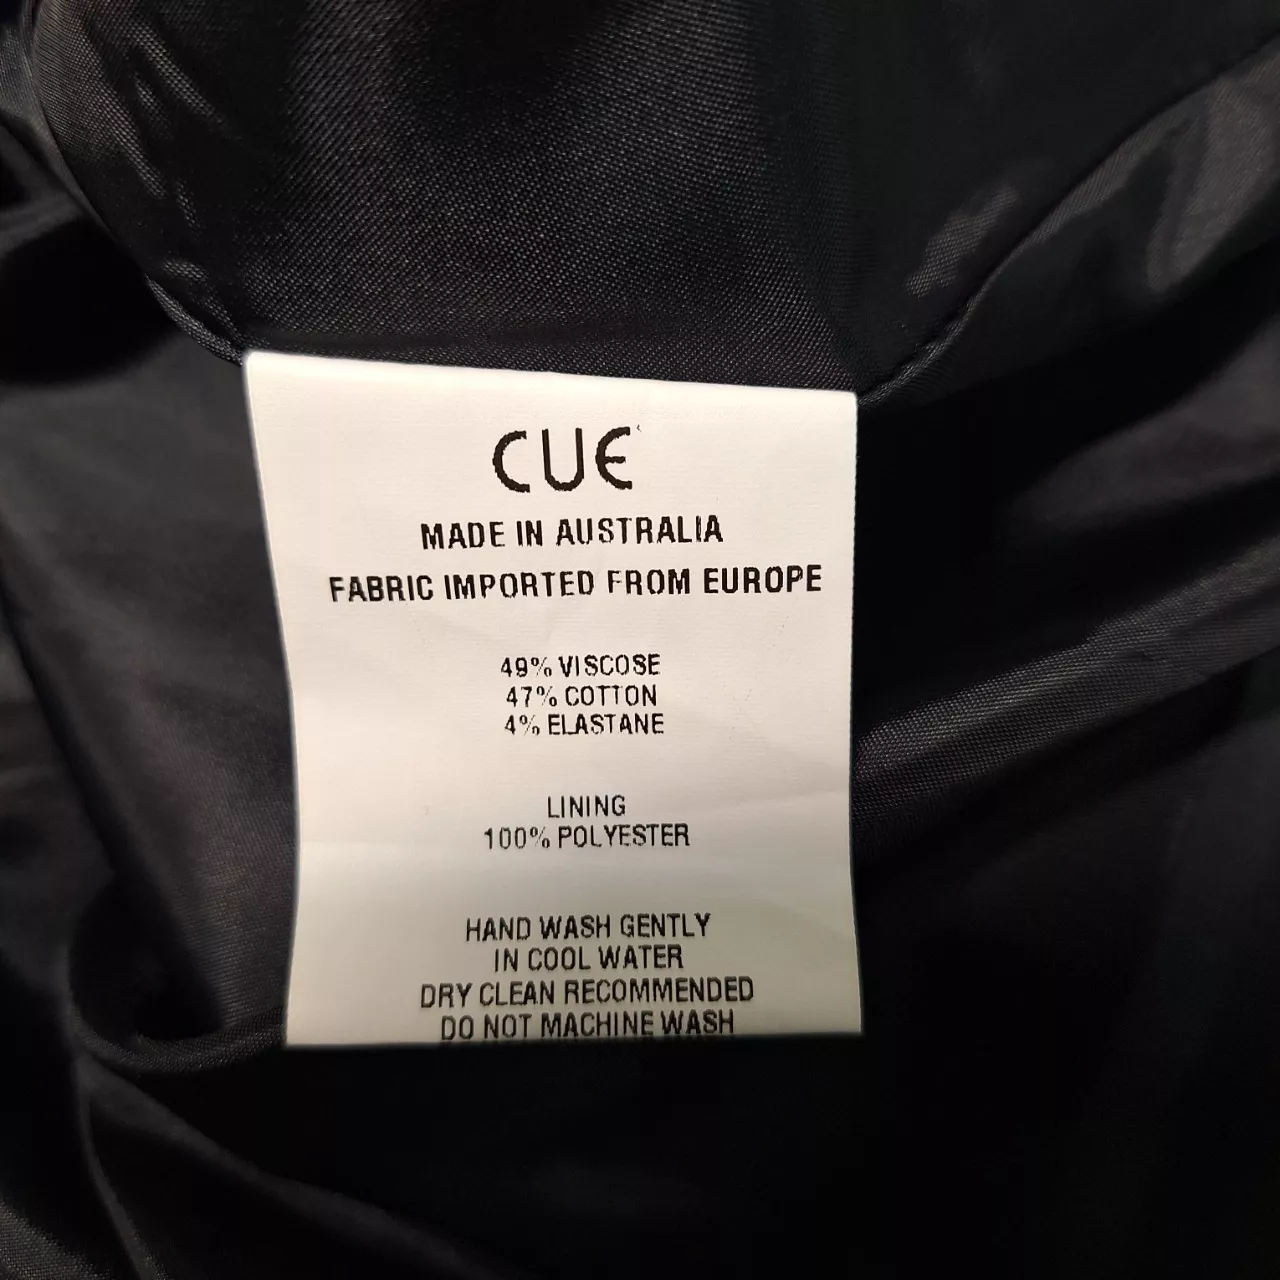 CUE
MADE IN AUSTRALIA
FABRIC IMPORTED FROM EUROPE
49% VISCOSE
47% COTTON
4% ELASTANE
LINING
100% POLYESTER
HAND WASH GENTLY
IN COOL WATER
DRY CLEAN RECOMMENDED
DO NOT MACHINE WASH